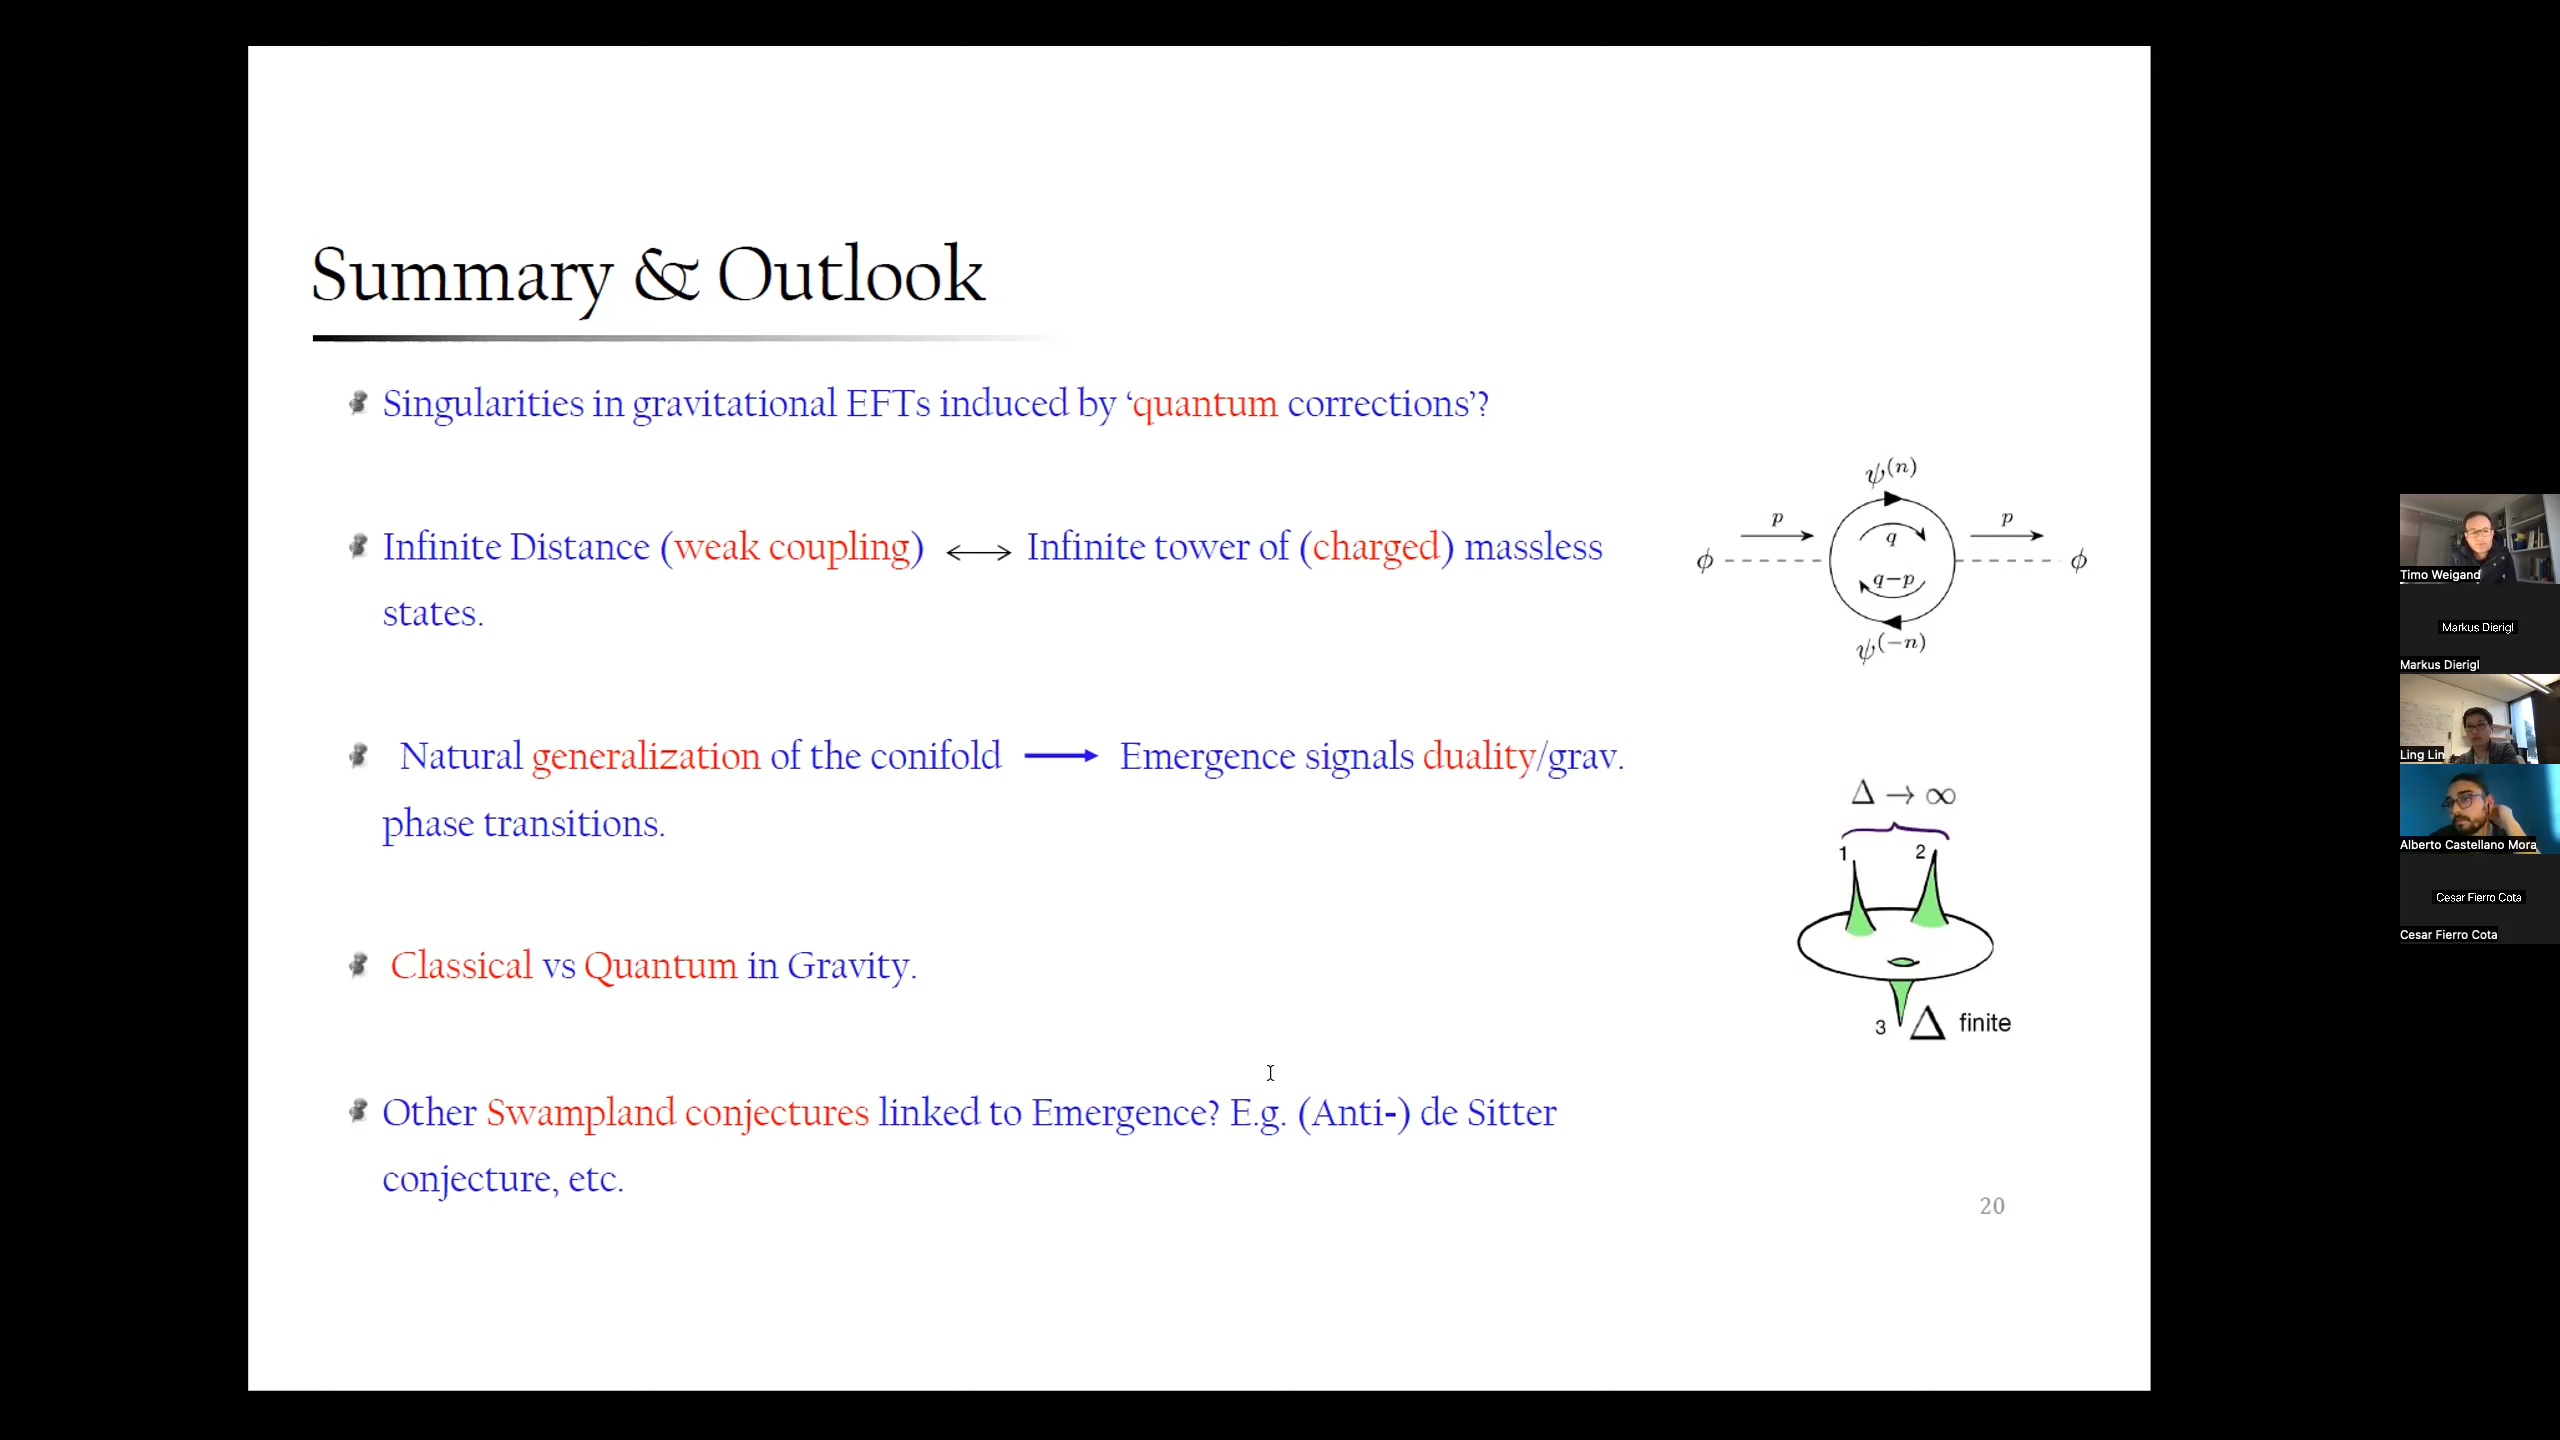 Summary & Outlook
Singularities in gravitational EFTs induced by ‘quantum corrections’?
Infinite Distance (weak coupling) ⟷ Infinite tower of (charged) massless
states.
Natural generalization of the conifold ⟶ Emergence signals duality/grav.
phase transitions.
Classical vs Quantum in Gravity.
Other Swampland conjectures linked to Emergence? E.g. (Anti-) de Sitter
conjecture, etc.
ψ(n)
p
p
q
ϕ
ϕ
q−p
ψ(−n)
Δ → ∞
1
2
3
Δ finite
20
Timo Weigand
Markus Dierigl
Markus Dierigl
Ling Lin
Alberto Castellano Mora
Cesar Fierro Cota
Cesar Fierro Cota